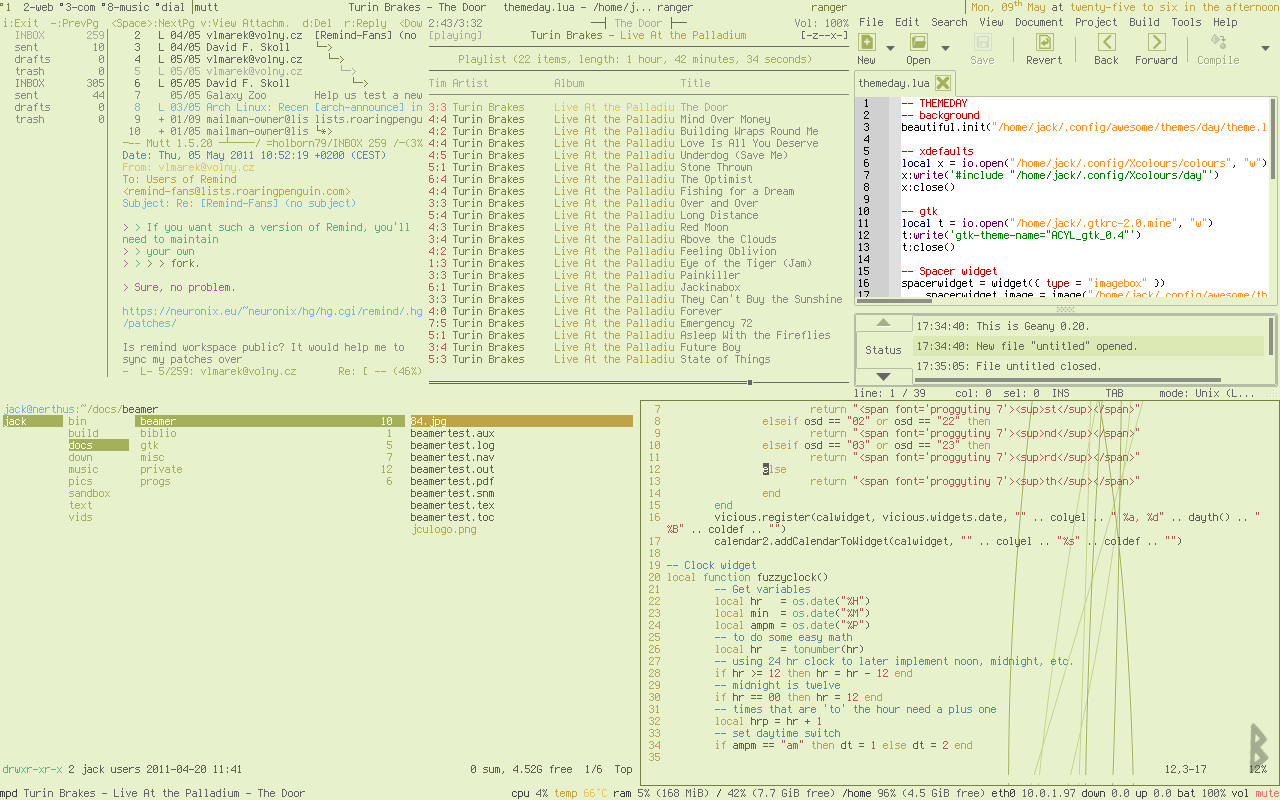 "1  2-web "3-com "8-music "dial mutt Turin Brakes - The Door themeday.lua - /home/j... ranger ranger Mon, 09th May at twenty-five to six in the afternoon
i:Exit -:PrevPg <Space>:NextPg v:View Attachm. d:Del r:Reply <Dow
INBOX 259
sent 10
drafts 0
trash 0
INBOX 305
sent 44
drafts 0
trash 0
2 L 04/05 vlmarek@volny.cz [Remind-Fans] (no
3 L 04/05 David F. Skoll
4 L 05/05 vlmarek@volny.cz
5 L 05/05 vlmarek@volny.cz
6 L 05/05 David F. Skoll
7 05/05 Galaxy Zoo Help us test a new
8 L 03/05 Arch Linux: Recen [arch-announce] in
9 + 01/09 mailman-owner@lis lists.roaringpengu
10 + 01/05 mailman-owner@lis
Mutt 1.5.20 /=holborn79/INBOX 259 /-(3%
Date: Thu, 05 May 2011 10:52:19 +0200 (CEST)
From: vlmarek@volny.cz
To: Users of Remind
<remind-fans@lists.roaringpenguin.com>
Subject: Re: [Remind-Fans] (no subject)
> > If you want such a version of Remind, you'll
need to maintain
> > your own
> > > > fork.
> Sure, no problem.
https://neuronix.eu/~neuronix/hg/hg.cgi/remind/.hg
/patches/
Is remind workspace public? It would help me to
sync my patches over
- L- 5/259: vlmarek@volny.cz Re: [ -- (46%)
2:43/3:32 The Door Vol: 100%
[playing] Turin Brakes - Live At the Palladium [-z--x-]
Playlist (22 items, length: 1 hour, 42 minutes, 34 seconds)
Tim Artist Album Title
3:3 Turin Brakes Live At the Palladiu The Door
4:4 Turin Brakes Live At the Palladiu Mind Over Money
4:2 Turin Brakes Live At the Palladiu Building Wraps Round Me
4:4 Turin Brakes Live At the Palladiu Love Is All You Deserve
4:5 Turin Brakes Live At the Palladiu Underdog (Save Me)
5:1 Turin Brakes Live At the Palladiu Stone Thrown
6:4 Turin Brakes Live At the Palladiu The Optimist
4:4 Turin Brakes Live At the Palladiu Fishing for a Dream
3:3 Turin Brakes Live At the Palladiu Over and Over
5:4 Turin Brakes Live At the Palladiu Long Distance
4:3 Turin Brakes Live At the Palladiu Red Moon
3:4 Turin Brakes Live At the Palladiu Above the Clouds
4:2 Turin Brakes Live At the Palladiu Feeling Oblivion
1:3 Turin Brakes Live At the Palladiu Eye of the Tiger (Jam)
3:3 Turin Brakes Live At the Palladiu Painkiller
6:1 Turin Brakes Live At the Palladiu Jackinabox
3:3 Turin Brakes Live At the Palladiu They Can't Buy the Sunshine
4:0 Turin Brakes Live At the Palladiu Forever
7:5 Turin Brakes Live At the Palladiu Emergency 72
5:1 Turin Brakes Live At the Palladiu Asleep With the Fireflies
3:4 Turin Brakes Live At the Palladiu Future Boy
5:3 Turin Brakes Live At the Palladiu State of Things
File Edit Search View Document Project Build Tools Help
New Open Save Revert Back Forward Compile
themeday.lua
1 -- THEMEDAY
2 -- background
3 beautiful.init("/home/jack/.config/awesome/themes/day/theme.l
4
5 -- xdefaults
6 local x = io.open("/home/jack/.config/Xcolours/colours", "w")
7 x:write('#include "/home/jack/.config/Xcolours/day"')
8 x:close()
9
10 -- gtk
11 local t = io.open("/home/jack/.gtkrc-2.0.mine", "w")
12 t:write('gtk-theme-name="ACYL_gtk_0.4"')
13 t:close()
14
15 -- Spacer widget
16 spacerwidget = widget({ type = "imagebox" })
17 spacerwidget.image = image("/home/jack/.config/awesome/th
Status
17:34:40: This is Geany 0.20.
17:34:40: New file "untitled" opened.
17:35:05: File untitled closed.
line: 1 / 39 col: 0 sel: 0 INS TAB mode: Unix (L...
jack@nerthus:~/docs/beamer
jack
bin
build
docs
down
music
pics
sandbox
text
vids
beamer 10
biblio 1
gtk 5
misc 7
private 12
progs 6
84.jpg
beamertest.aux
beamertest.log
beamertest.nav
beamertest.out
beamertest.pdf
beamertest.snm
beamertest.tex
beamertest.toc
jculogo.png
drwxr-xr-x 2 jack users 2011-04-20 11:41 0 sum, 4.52G free 1/6 Top
7 return "<span font='proggytiny 7'><sup>st</sup></span>"
8 elseif osd == "02" or osd == "22" then
9 return "<span font='proggytiny 7'><sup>nd</sup></span>"
10 elseif osd == "03" or osd == "23" then
11 return "<span font='proggytiny 7'><sup>rd</sup></span>"
12 else
13 return "<span font='proggytiny 7'><sup>th</sup></span>"
14 end
15 end
16 vicious.register(calwidget, vicious.widgets.date, "" .. colyel .. " %a, %d" .. dayth() .. "
%B" .. coldef .. "")
17 calendar2.addCalendarToWidget(calwidget, "" .. colyel .. "%s" .. coldef .. "")
18
19 -- Clock widget
20 local function fuzzyclock()
21 -- Get variables
22 local hr = os.date("%H")
23 local min = os.date("%M")
24 local ampm = os.date("%P")
25 -- to do some easy math
26 local hr = tonumber(hr)
27 -- using 24 hr clock to later implement noon, midnight, etc.
28 if hr >= 12 then hr = hr - 12 end
29 -- midnight is twelve
30 if hr == 00 then hr = 12 end
31 -- times that are 'to' the hour need a plus one
32 local hrp = hr + 1
33 -- set daytime switch
34 if ampm == "am" then dt = 1 else dt = 2 end
35
12,3-17 12%
mpd Turin Brakes - Live At the Palladium - The Door cpu 4% temp 66°C ram 5% (168 MiB) / 42% (7.7 GiB free) /home 96% (4.5 GiB free) eth0 10.0.1.97 down 0.0 up 0.0 bat 100% vol mute